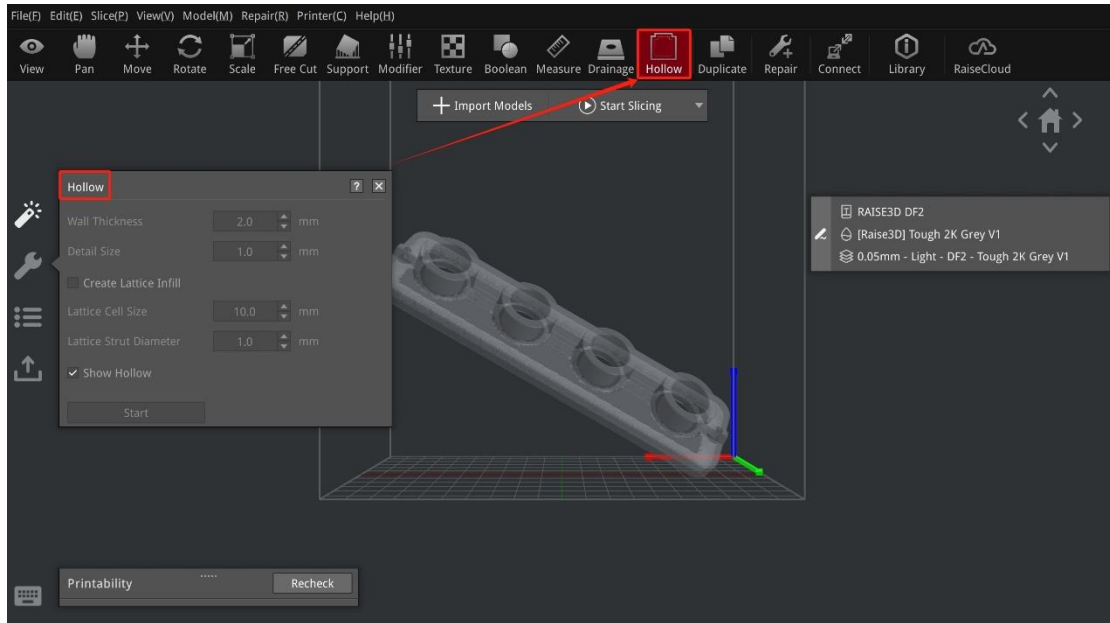 File(F) Edit(E) Slice(P) View(V) Model(M) Repair(R) Printer(C) Help(H)
View Pan Move Rotate Scale Free Cut Support Modifier Texture Boolean Measure Drainage Hollow Duplicate Repair Connect Library RaiseCloud
Import Models Start Slicing
Hollow ?
Wall Thickness 2.0 mm
Detail Size 1.0 mm
Create Lattice Infill
Lattice Cell Size 10.0 mm
Lattice Strut Diameter 1.0 mm
Show Hollow
Start
RAISE3D DF2
[Raise3D] Tough 2K Grey V1
0.05mm - Light - DF2 - Tough 2K Grey V1
Printability Recheck